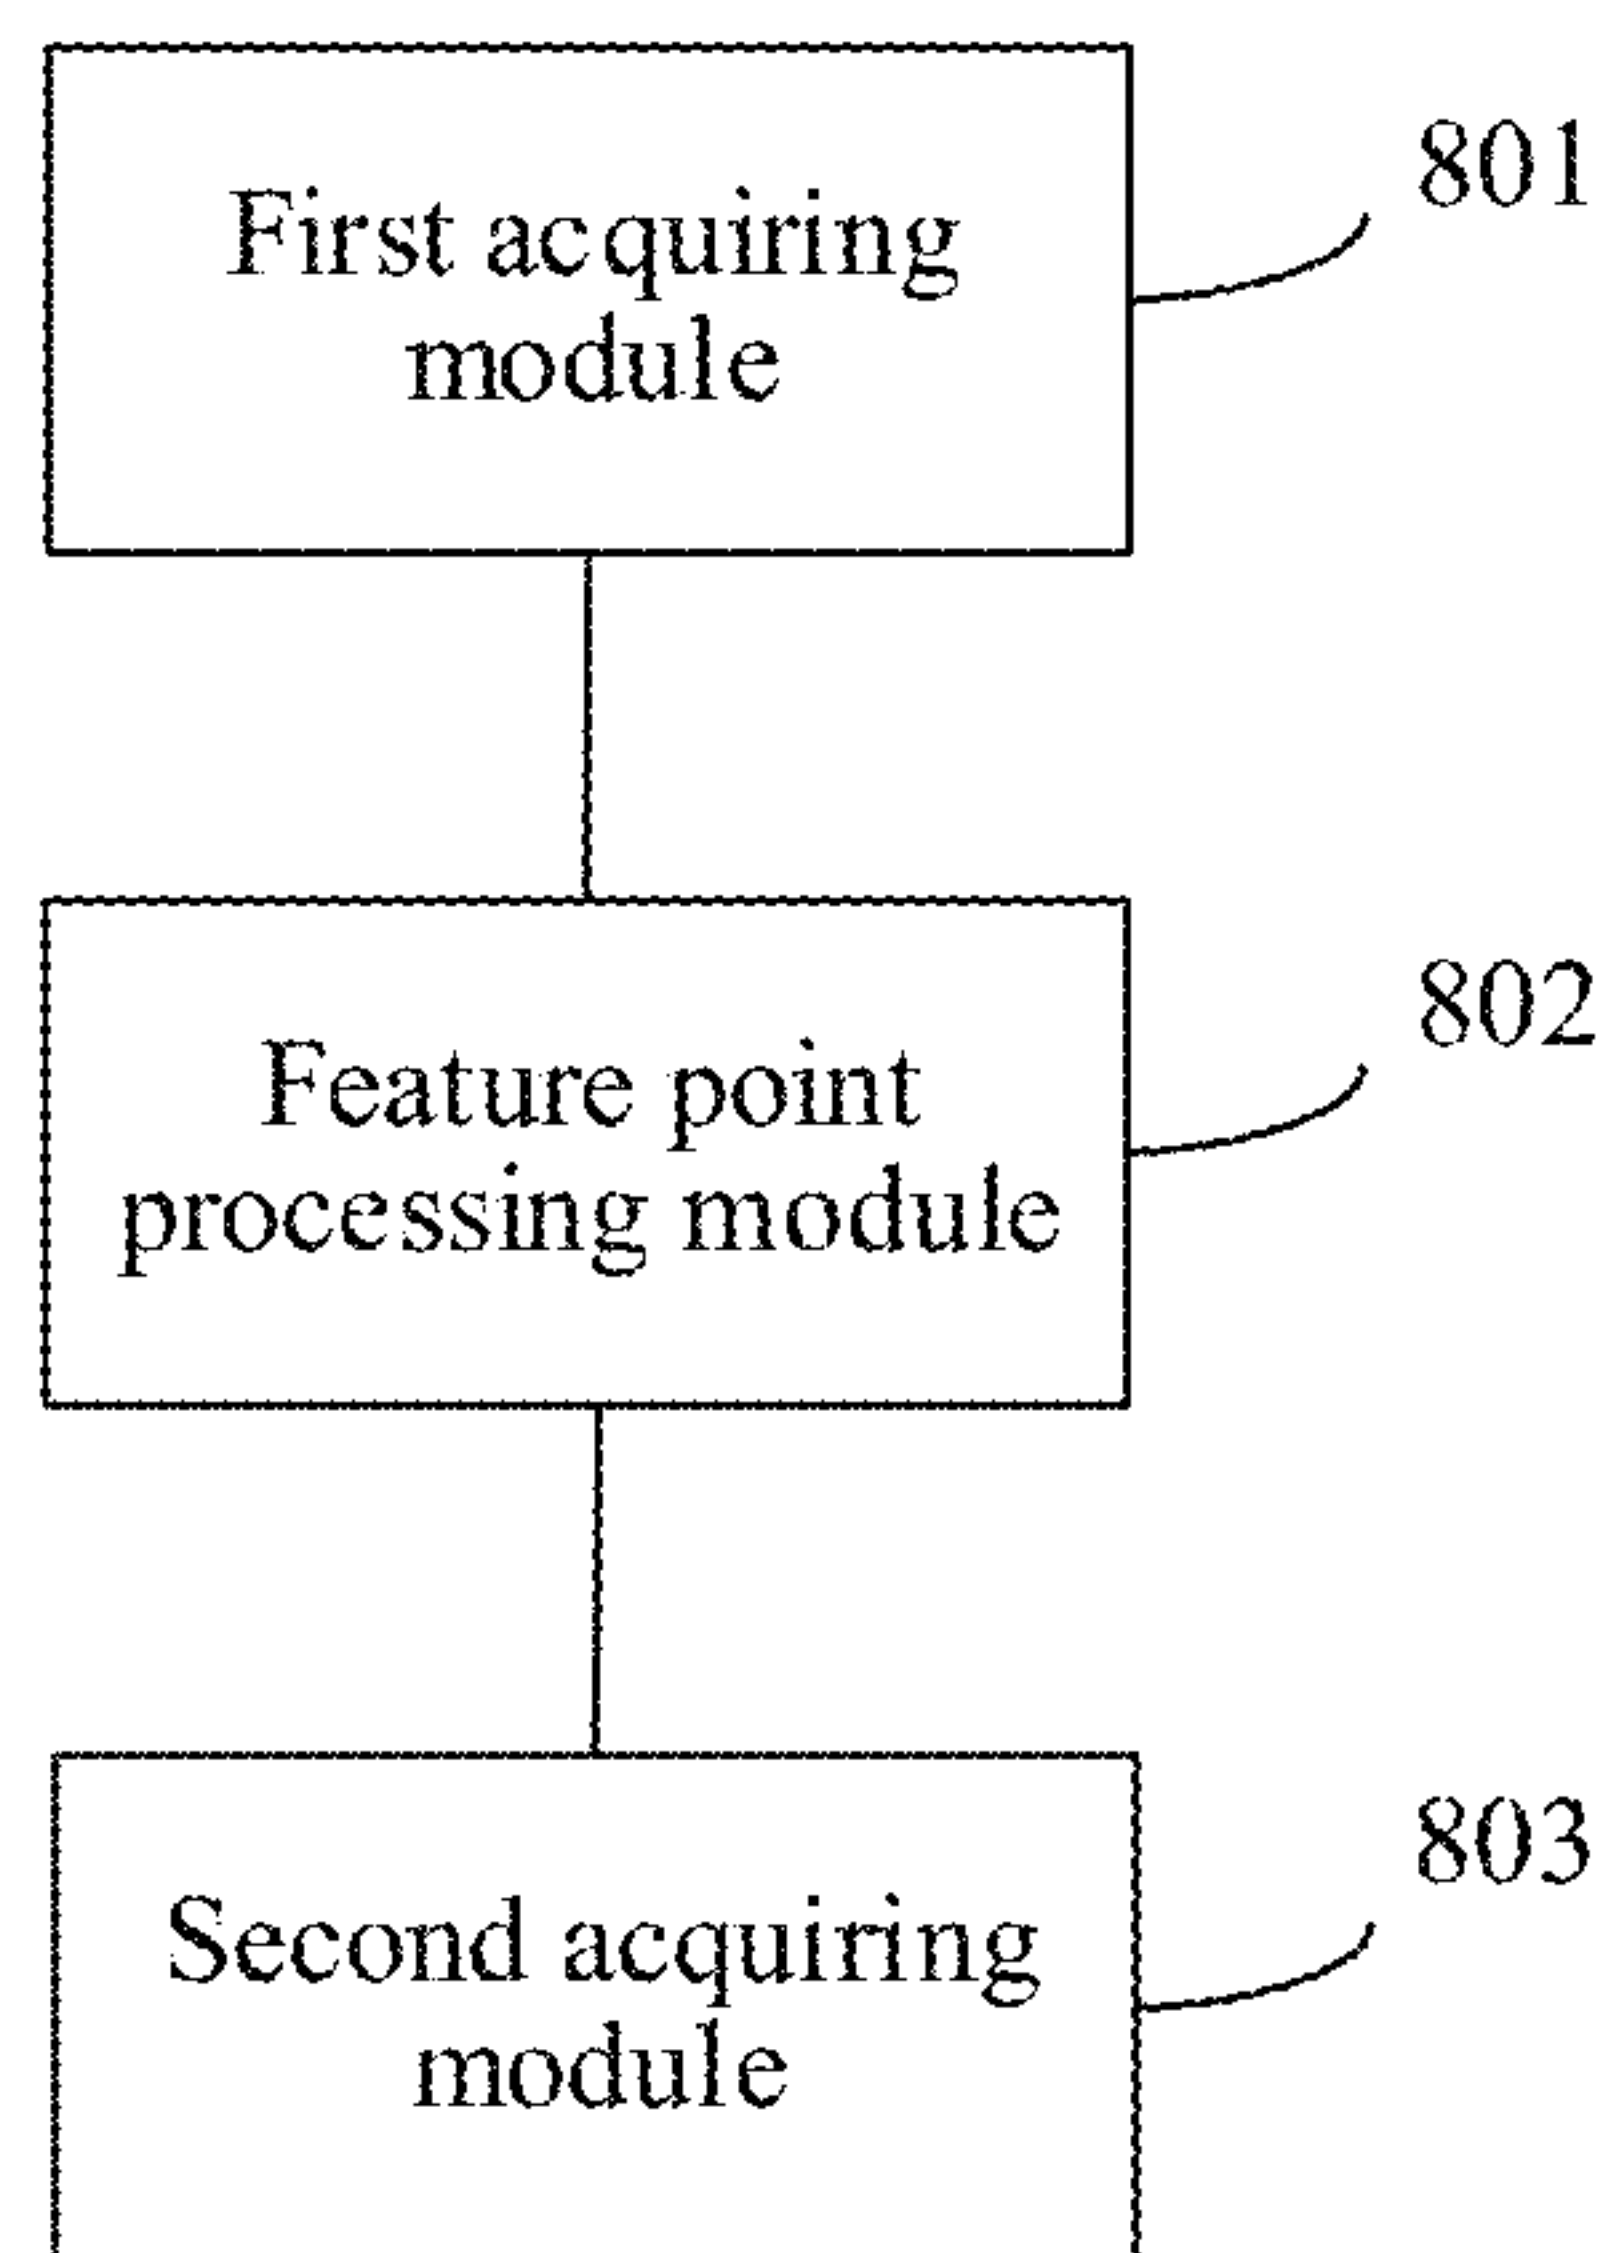 801
First acquiring
module
802
Feature point
processing module
803
Second acquiring
module